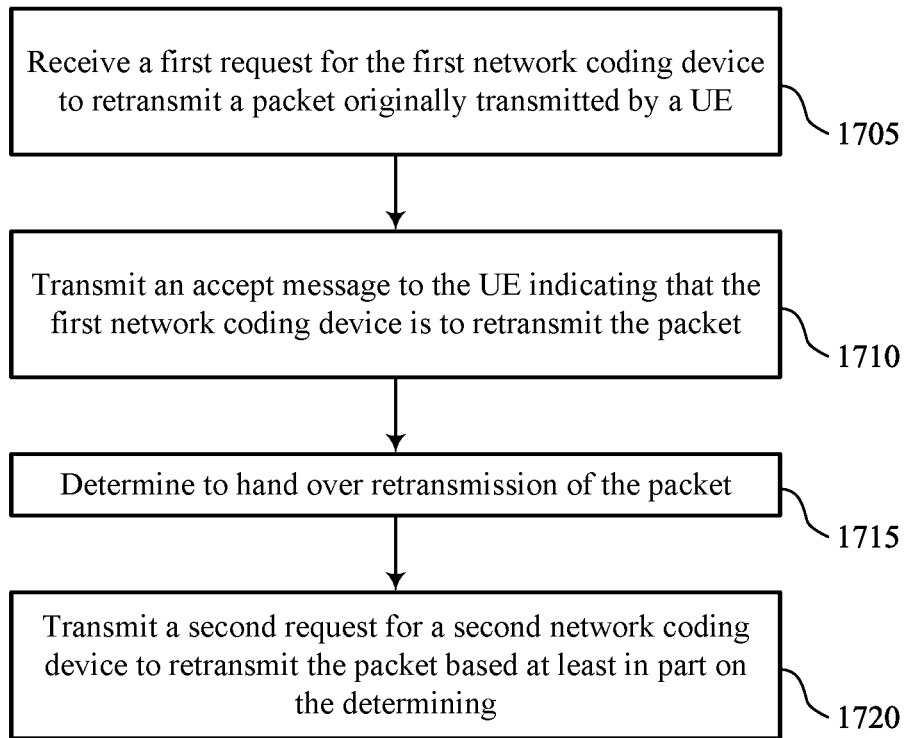 Receive a first request for the first network coding device
to retransmit a packet originally transmitted by a UE
1705
Transmit an accept message to the UE indicating that the
first network coding device is to retransmit the packet
1710
Determine to hand over retransmission of the packet
1715
Transmit a second request for a second network coding
device to retransmit the packet based at least in part on
the determining
1720